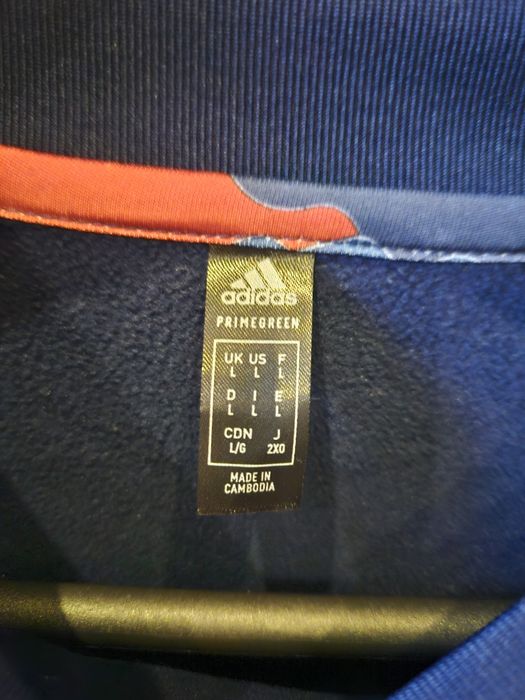 adidas
PRIMEGREEN
UK US F
L L L
D I E
L L L
CDN J
L/G 2XO
MADE IN
CAMBODIA